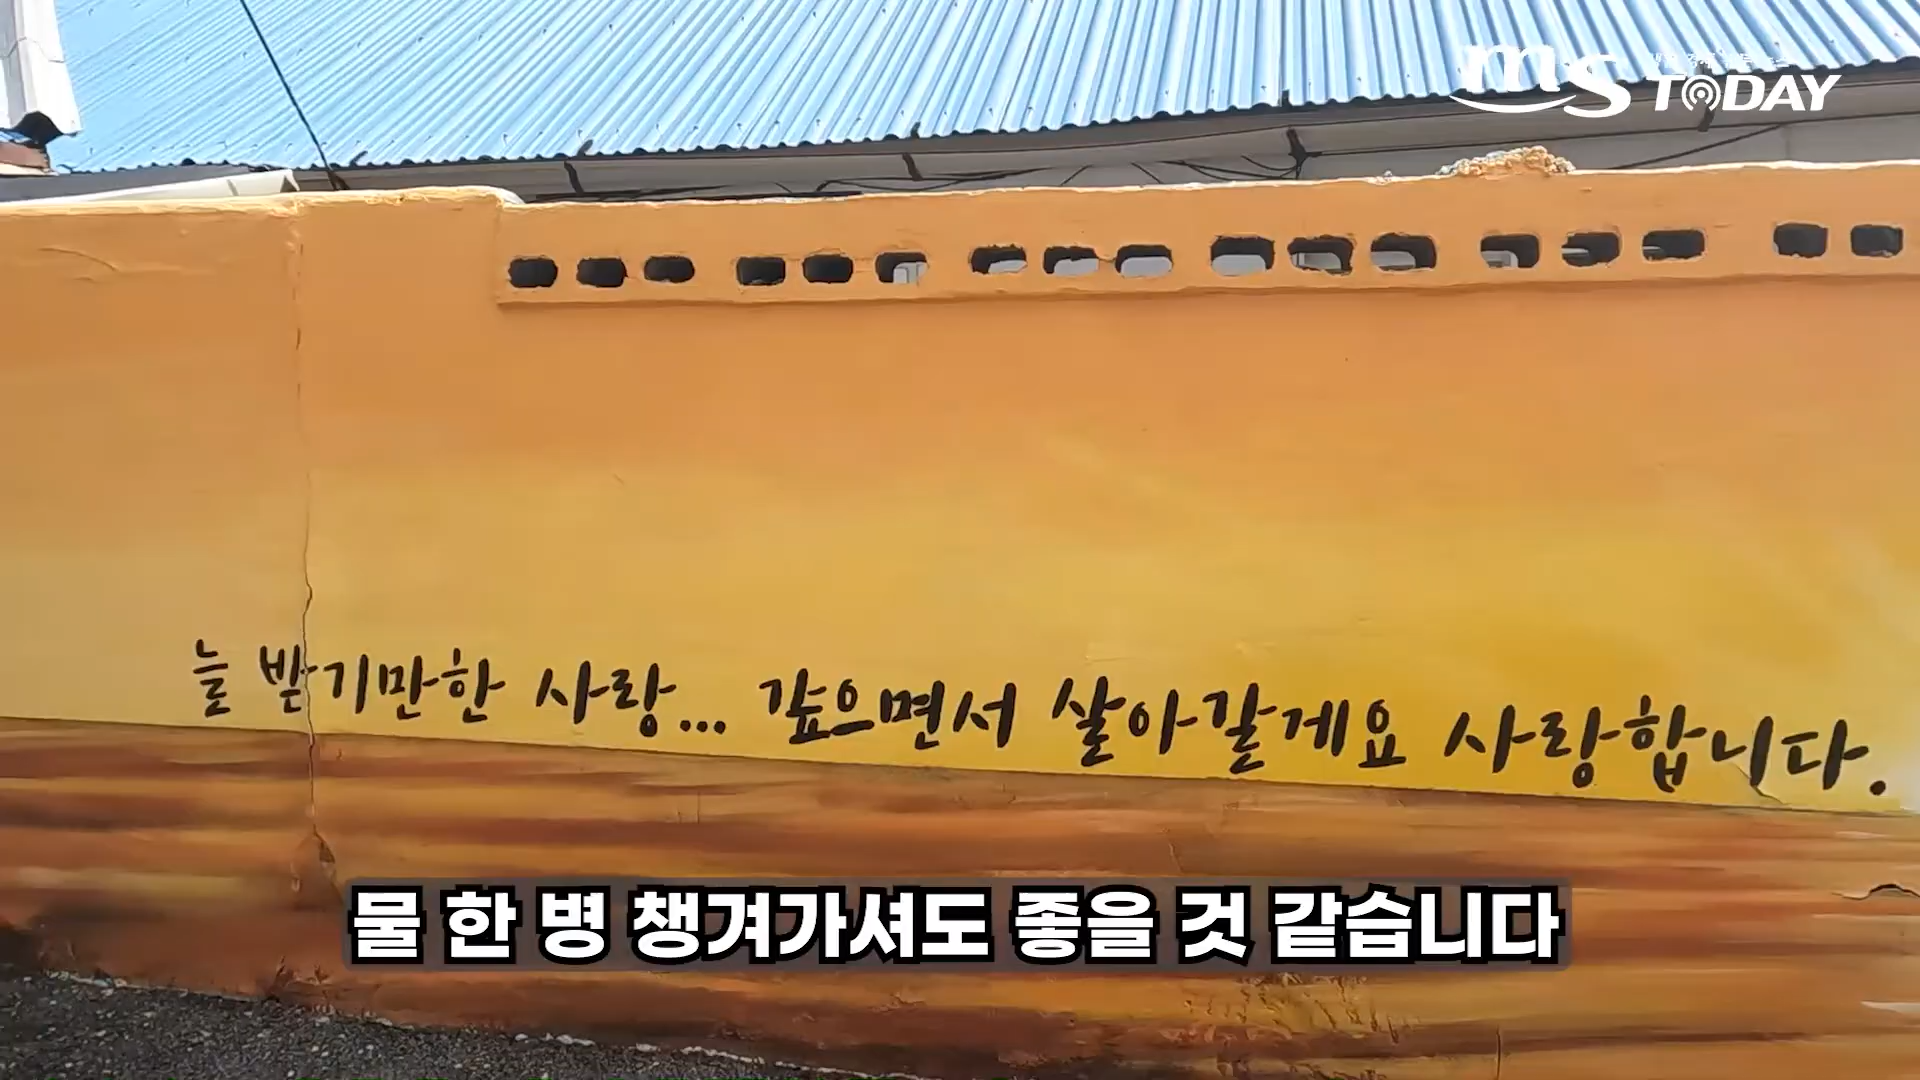 ms TODAY
늘 받기만한 사랑... 갚으면서 살아갈게요 사랑합니다.
물 한 병 챙겨가셔도 좋을 것 같습니다